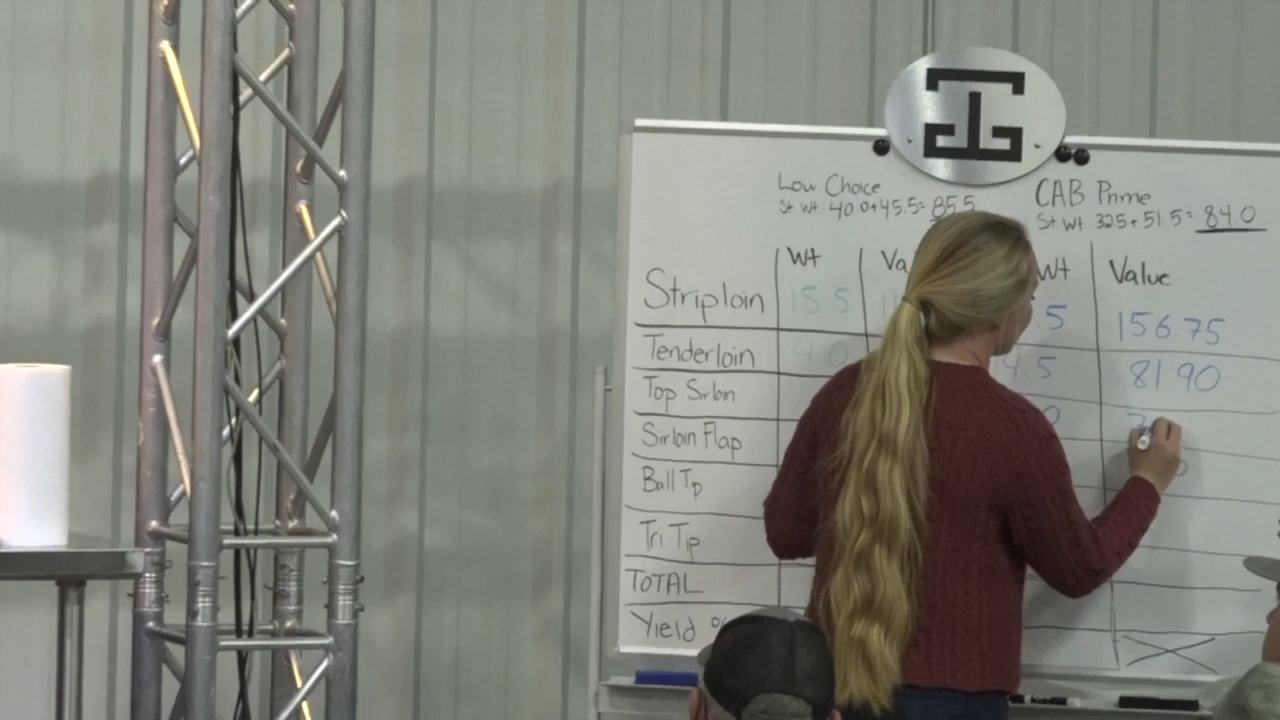 Low Choice
St. Wt. 40.0+45.5= 85.5
CAB Prime
St. Wt. 32.5+51.5= 84.0
Wt Va Wt Value
Striploin 15.5 .5 156.75
Tenderloin 4.0 4.5 81.90
Top Sirloin
Sirloin Flap
Ball Tip
Tri Tip
TOTAL
Yield %